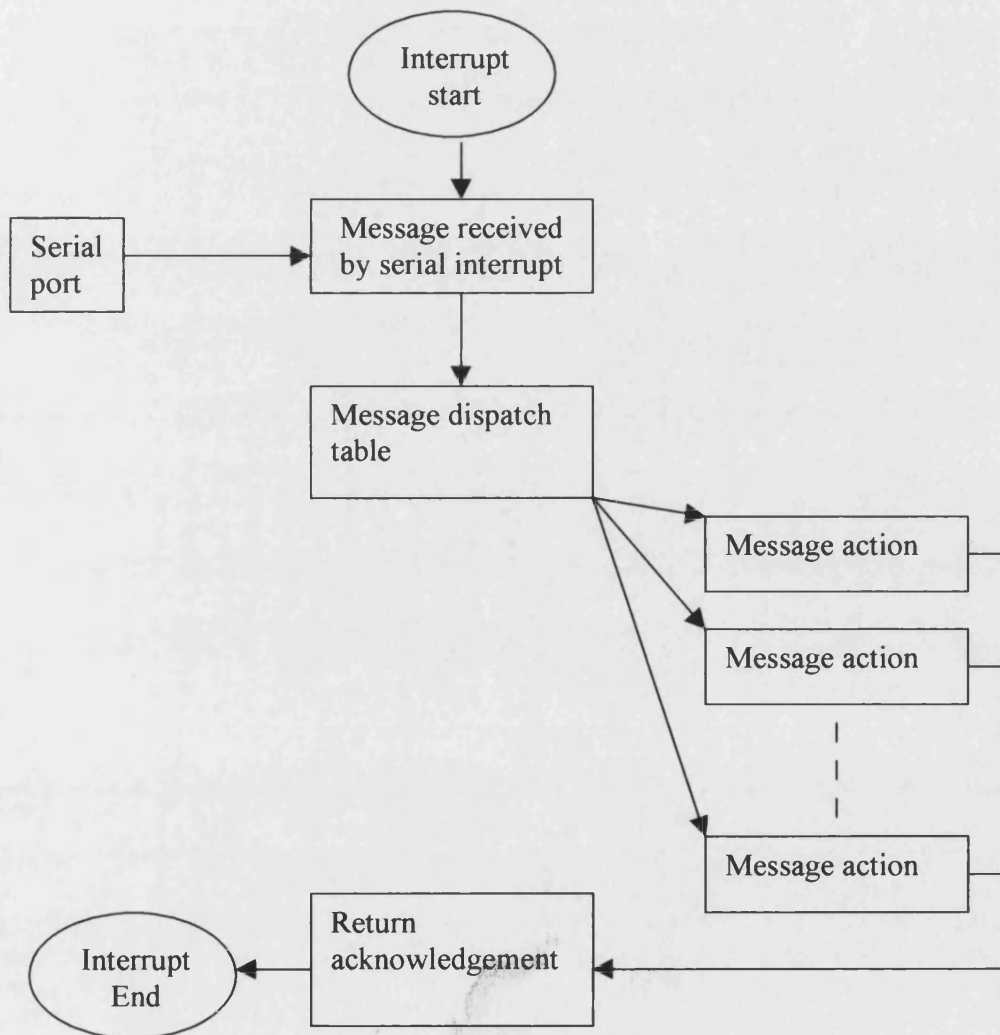 Interrupt
start
Serial
port
Message received
by serial interrupt
Message dispatch
table
Message action
Message action
Message action
Return
acknowledgement
Interrupt
End